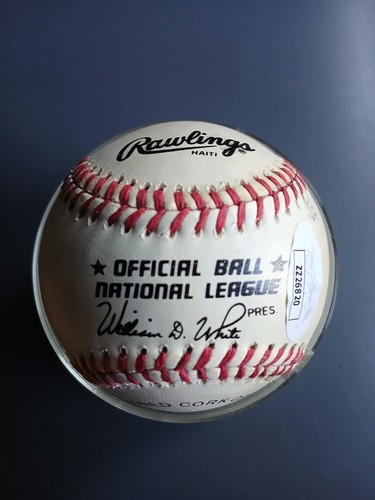 Rawlings®
HAITI
★ OFFICIAL BALL ★
NATIONAL LEAGUE
William D. White PRES.
ZZ26820